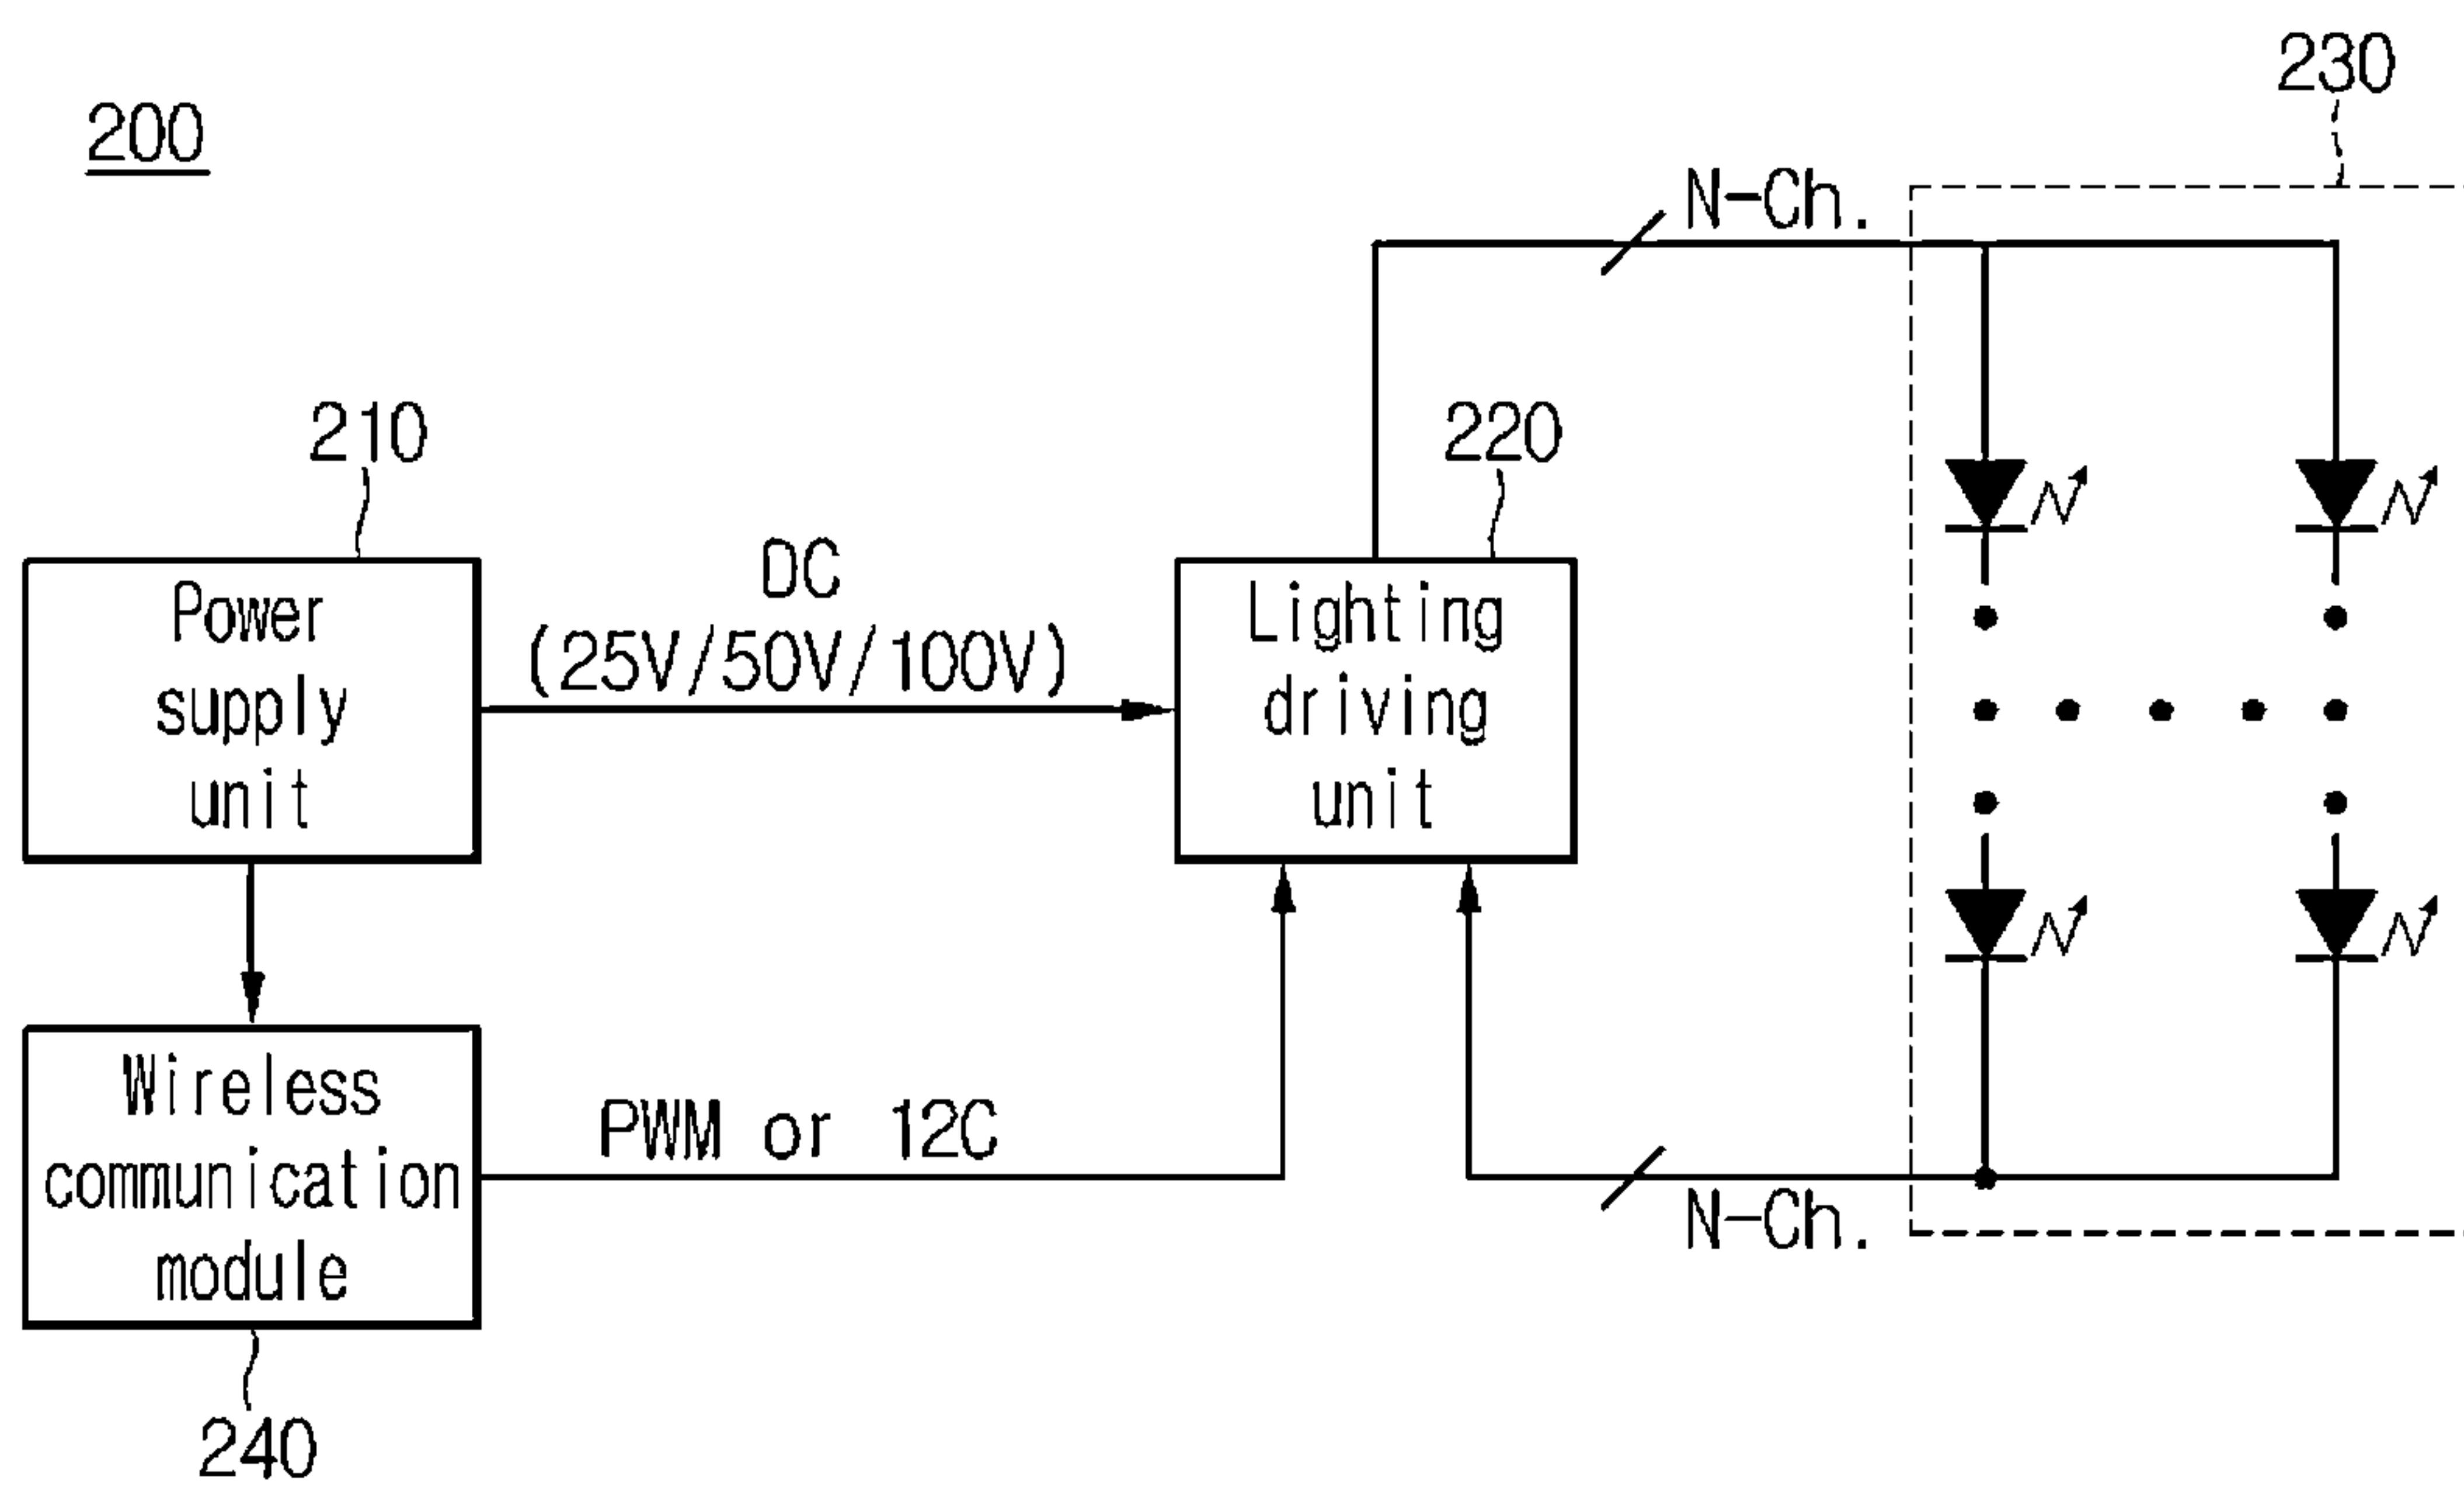 200
230
N-Ch.
210
220
Power
supply
unit
DC
(25V/50V/100V)
Lighting
driving
unit
Wireless
communication
module
PWM or 12C
N-Ch.
240